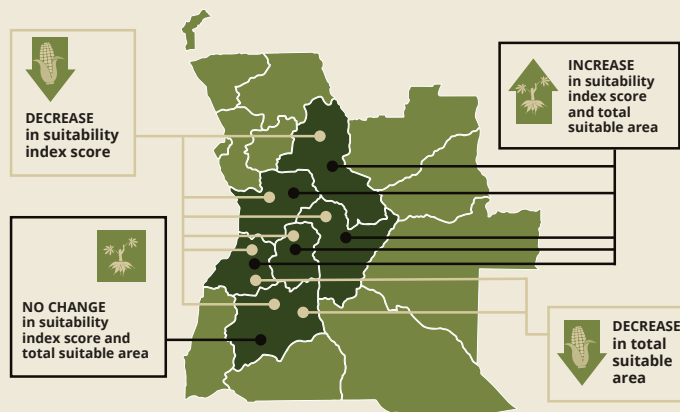 DECREASE
in suitability
index score
INCREASE
in suitability
index score
and total
suitable area
NO CHANGE
in suitability
index score and
total suitable area
DECREASE
in total
suitable
area